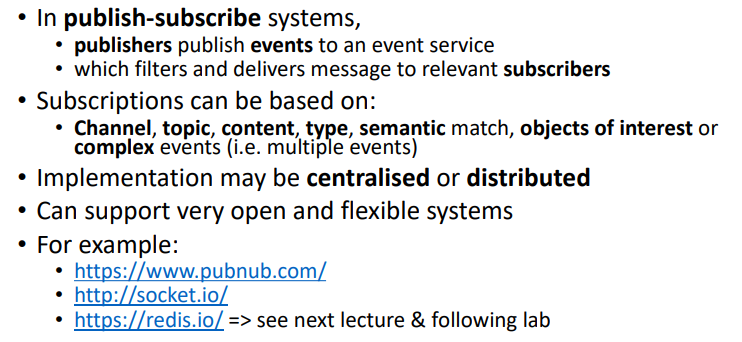 • In publish-subscribe systems,
• publishers publish events to an event service
• which filters and delivers message to relevant subscribers
• Subscriptions can be based on:
• Channel, topic, content, type, semantic match, objects of interest or
complex events (i.e. multiple events)
• Implementation may be centralised or distributed
• Can support very open and flexible systems
• For example:
• https://www.pubnub.com/
• http://socket.io/
• https://redis.io/ => see next lecture & following lab